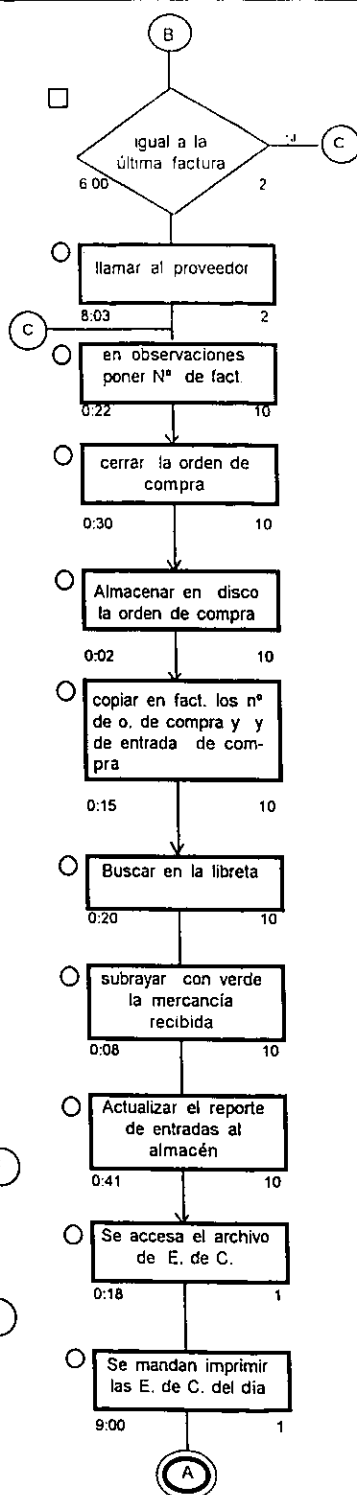 B
igual a la
última factura
C
6 00 2
llamar al proveedor
8:03 2
C
en observaciones
poner Nº de fact.
0:22 10
cerrar la orden de
compra
0:30 10
Almacenar en disco
la orden de compra
0:02 10
copiar en fact. los nº
de o. de compra y y
de entrada de com-
pra
0:15 10
Buscar en la libreta
0:20 10
subrayar con verde
la mercancía
recibida
0:08 10
Actualizar el reporte
de entradas al
almacén
0:41 10
Se accesa el archivo
de E. de C.
0:18 1
Se mandan imprimir
las E. de C. del día
9:00 1
A